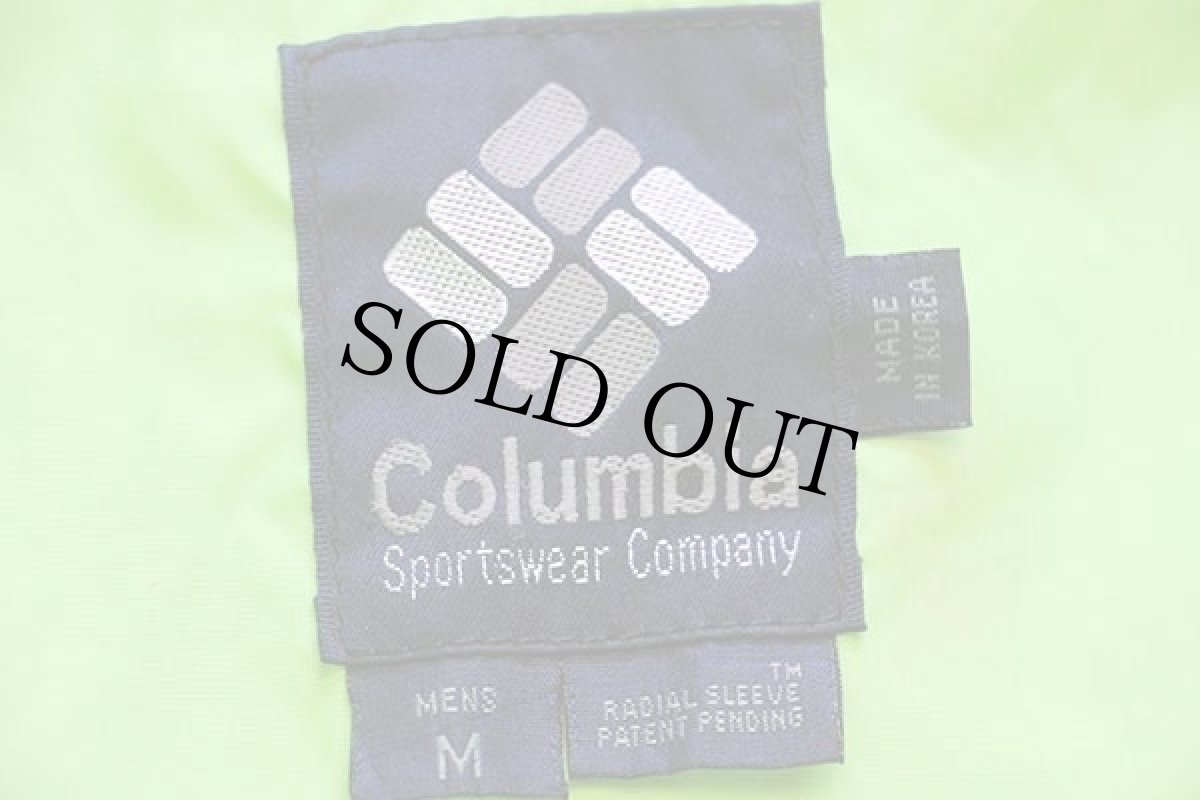 SOLD OUT
Columbia
Sportswear Company
MADE
IN KOREA
MENS
M
TM
RADIAL SLEEVE
PATENT PENDING